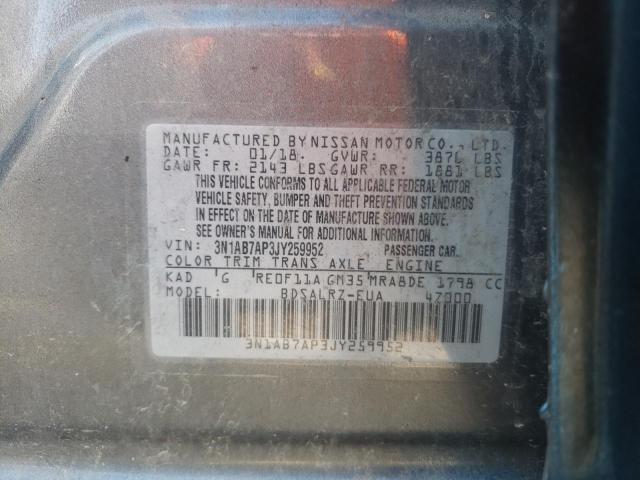 MANUFACTURED BY NISSAN MOTOR CO., LTD.
DATE: 01/18. GVWR: 3871 LBS
GAWR FR: 2143 LBS GAWR RR: 1881 LBS
THIS VEHICLE CONFORMS TO ALL APPLICABLE FEDERAL MOTOR
VEHICLE SAFETY, BUMPER AND THEFT PREVENTION STANDARDS
IN EFFECT ON THE DATE OF MANUFACTURE SHOWN ABOVE.
SEE OWNER'S MANUAL FOR ADDITIONAL INFORMATION.
VIN: 3N1AB7AP3JY259952 PASSENGER CAR
COLOR TRIM TRANS AXLE ENGINE
KAD G RE0F11A GM35 MRA8DE 1798 CC
MODEL: BDSALRZ-EUA 4Z000
3N1AB7AP3JY259952